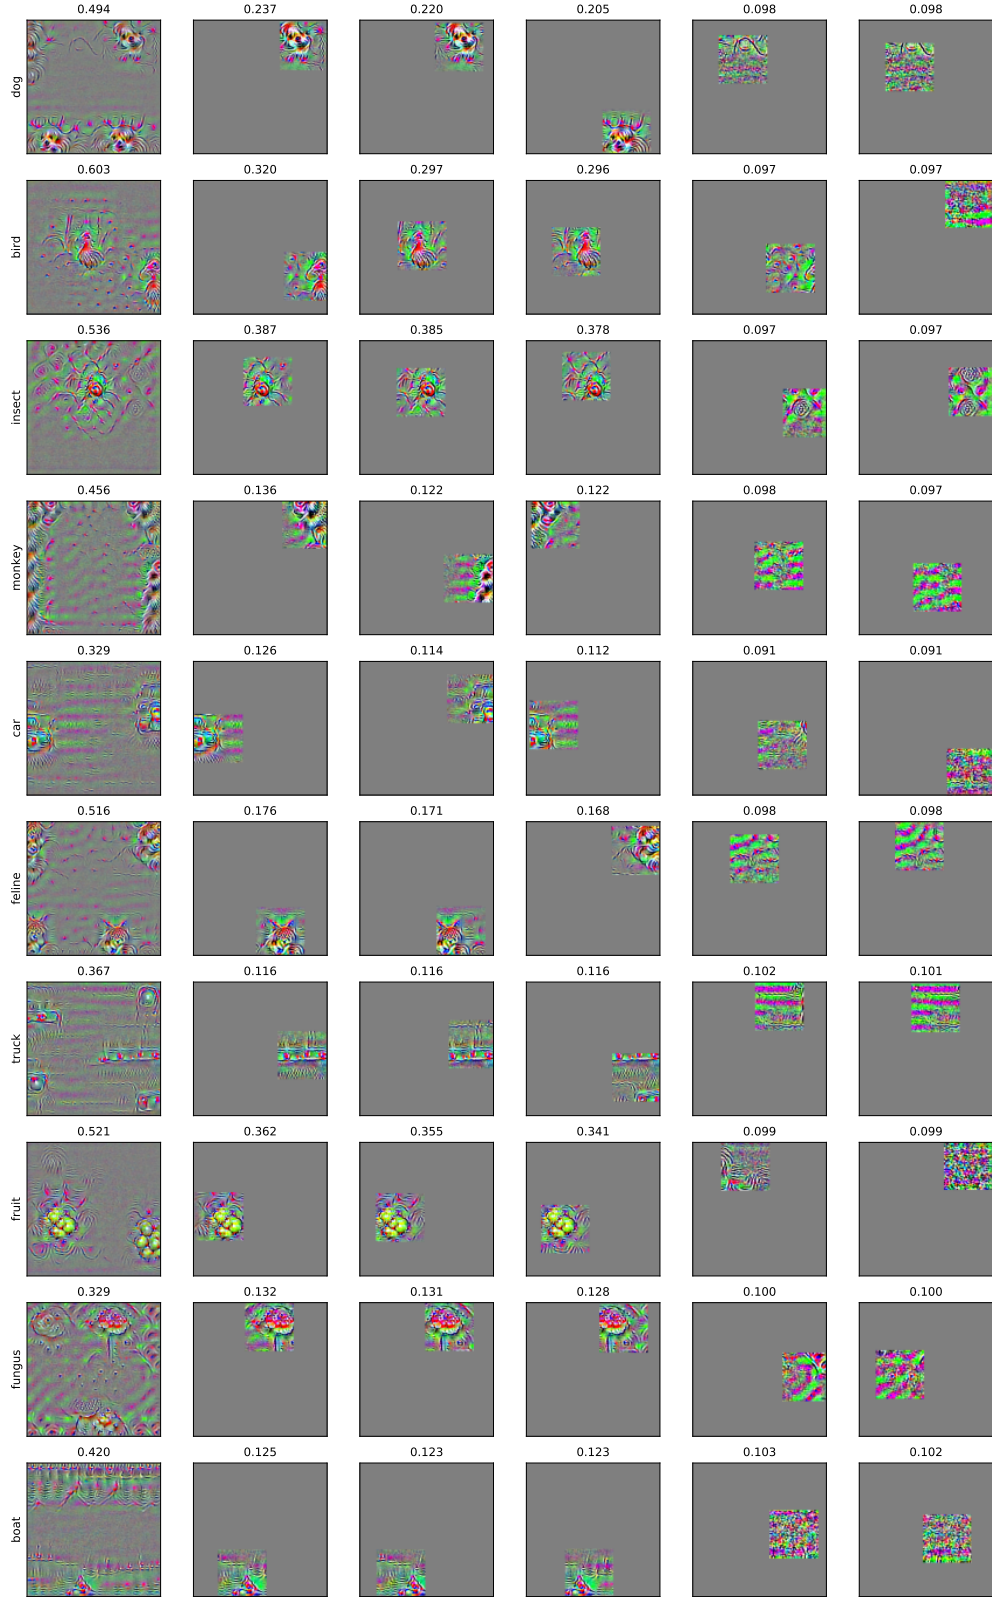 0.494 0.237 0.220 0.205 0.098 0.098
dog
0.603 0.320 0.297 0.296 0.097 0.097
bird
0.536 0.387 0.385 0.378 0.097 0.097
insect
0.456 0.136 0.122 0.122 0.098 0.097
monkey
0.329 0.126 0.114 0.112 0.091 0.091
car
0.516 0.176 0.171 0.168 0.098 0.098
feline
0.367 0.116 0.116 0.116 0.102 0.101
truck
0.521 0.362 0.355 0.341 0.099 0.099
fruit
0.329 0.132 0.131 0.128 0.100 0.100
fungus
0.420 0.125 0.123 0.123 0.103 0.102
boat